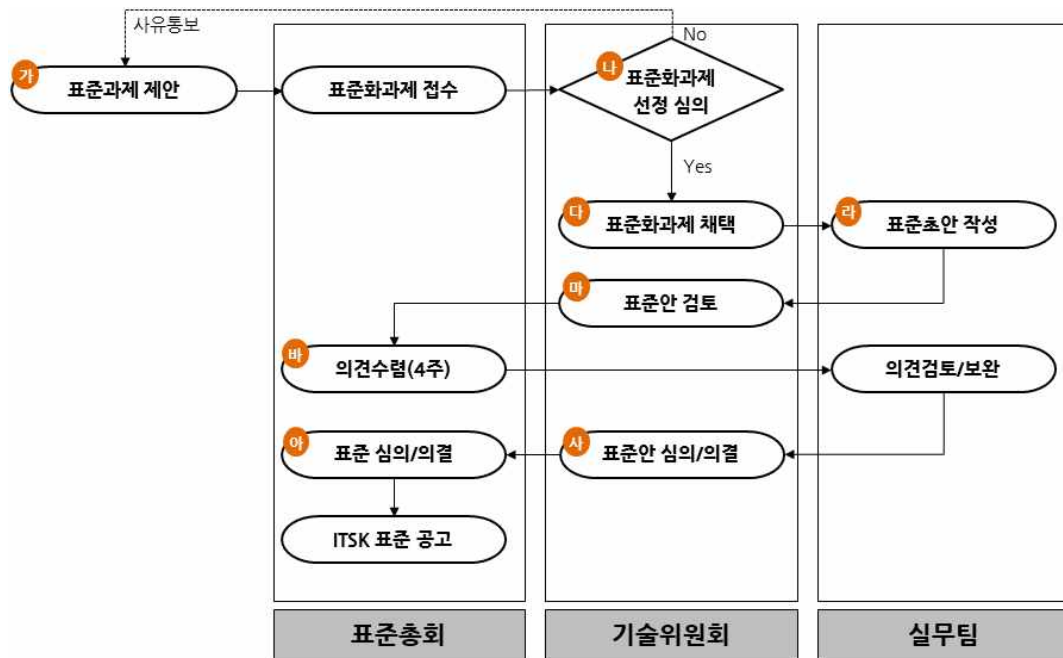 사유통보
No
가
표준과제 제안
표준화과제 접수
나
표준화과제
선정 심의
Yes
다
표준화과제 채택
라
표준초안 작성
마
표준안 검토
바
의견수렴(4주)
의견검토/보완
아
표준 심의/의결
사
표준안 심의/의결
ITSK 표준 공고
표준총회
기술위원회
실무팀